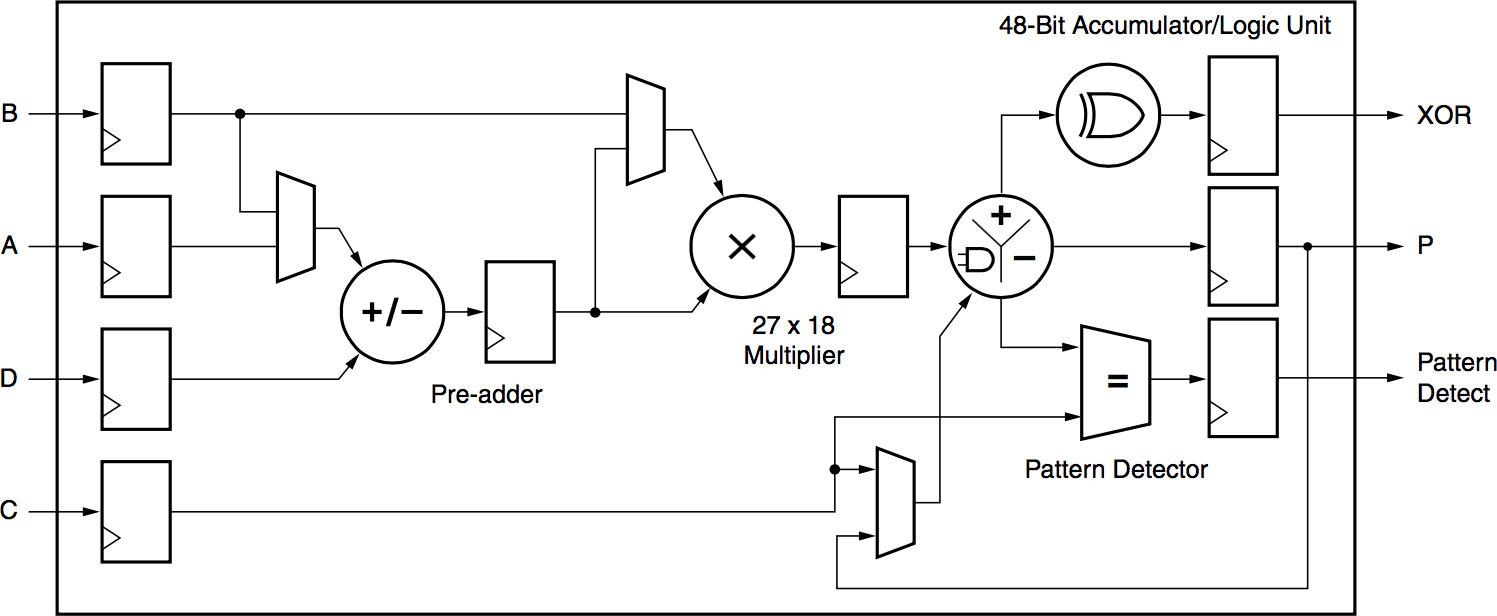 48-Bit Accumulator/Logic Unit
B
XOR
A
+
−
P
D
+/−
×
27 x 18
Multiplier
Pre-adder
=
Pattern
Detect
Pattern Detector
C